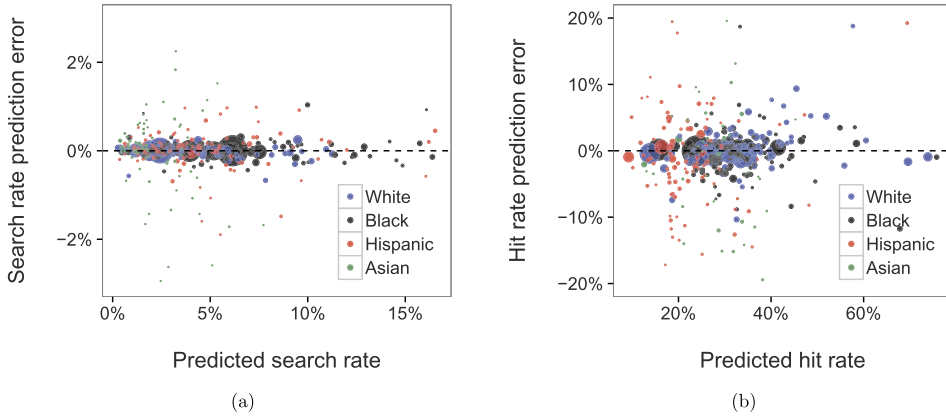 Search rate prediction error
2%
0%
−2%
0%
5%
10%
15%
Predicted search rate
White
Black
Hispanic
Asian
(a)
Hit rate prediction error
20%
10%
0%
−10%
−20%
20%
40%
60%
Predicted hit rate
White
Black
Hispanic
Asian
(b)